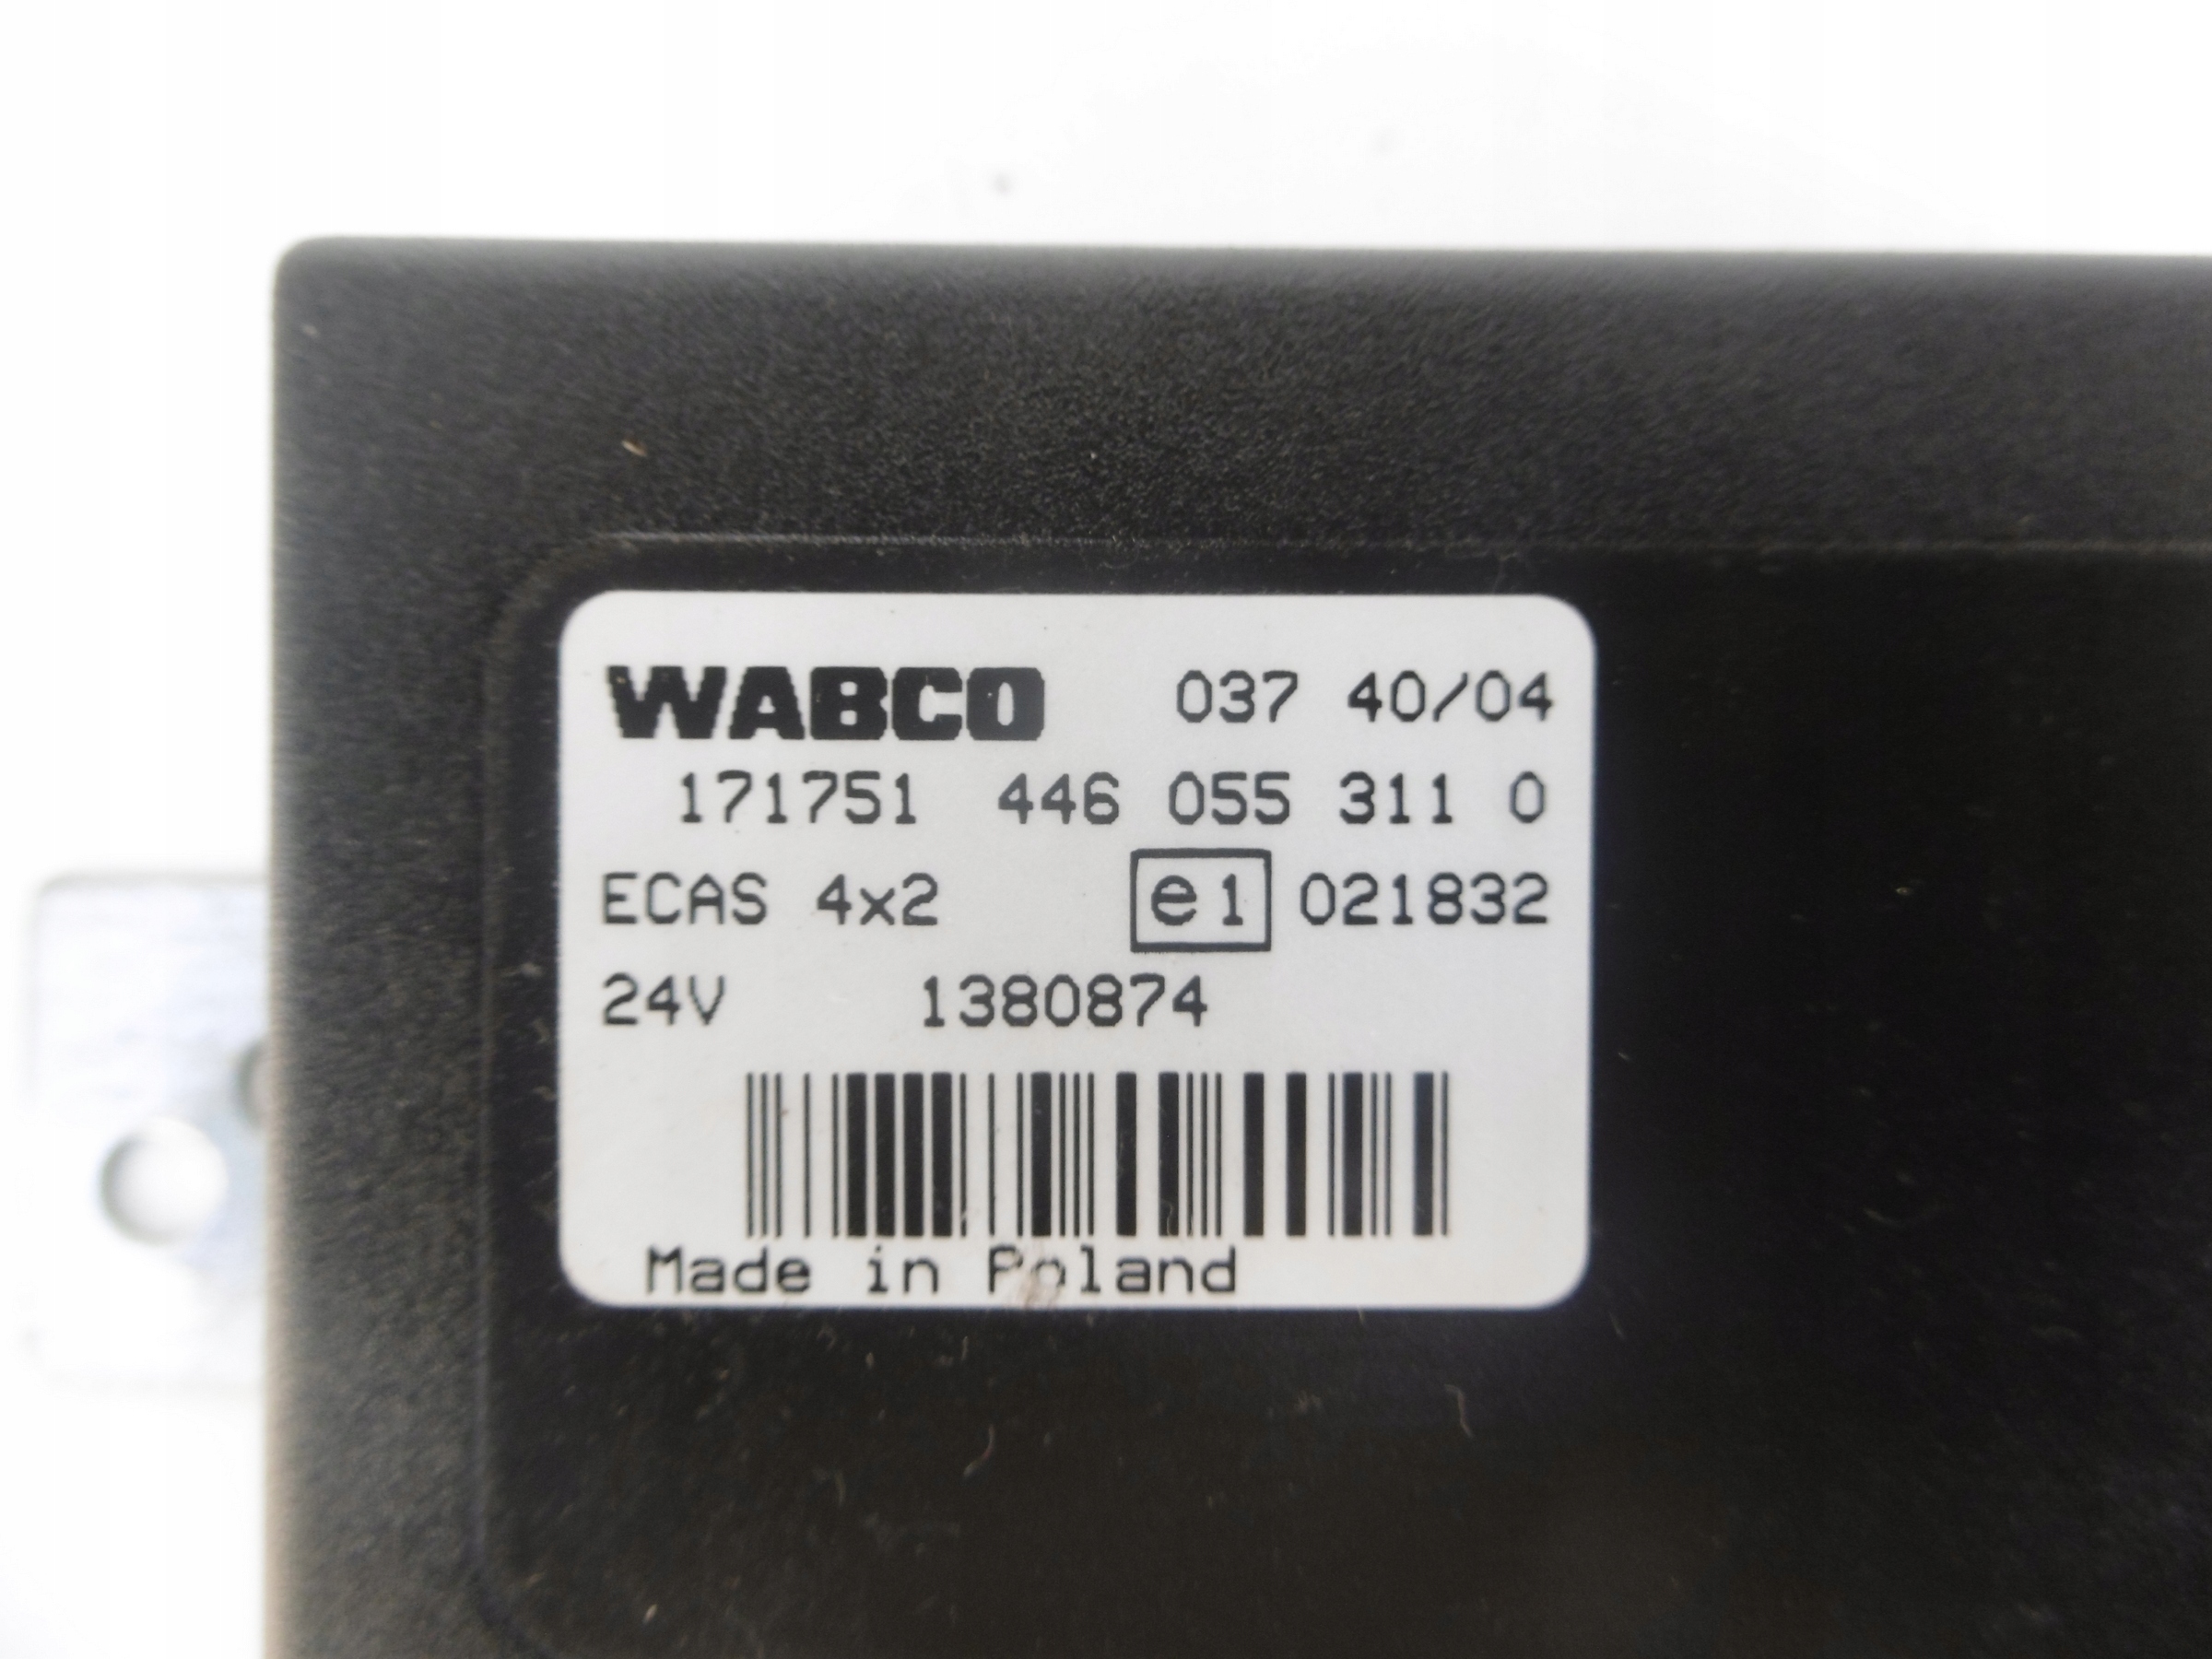 WABCO 037 40/04
171751 446 055 311 0
ECAS 4x2 e1 021832
24V 1380874
Made in Poland